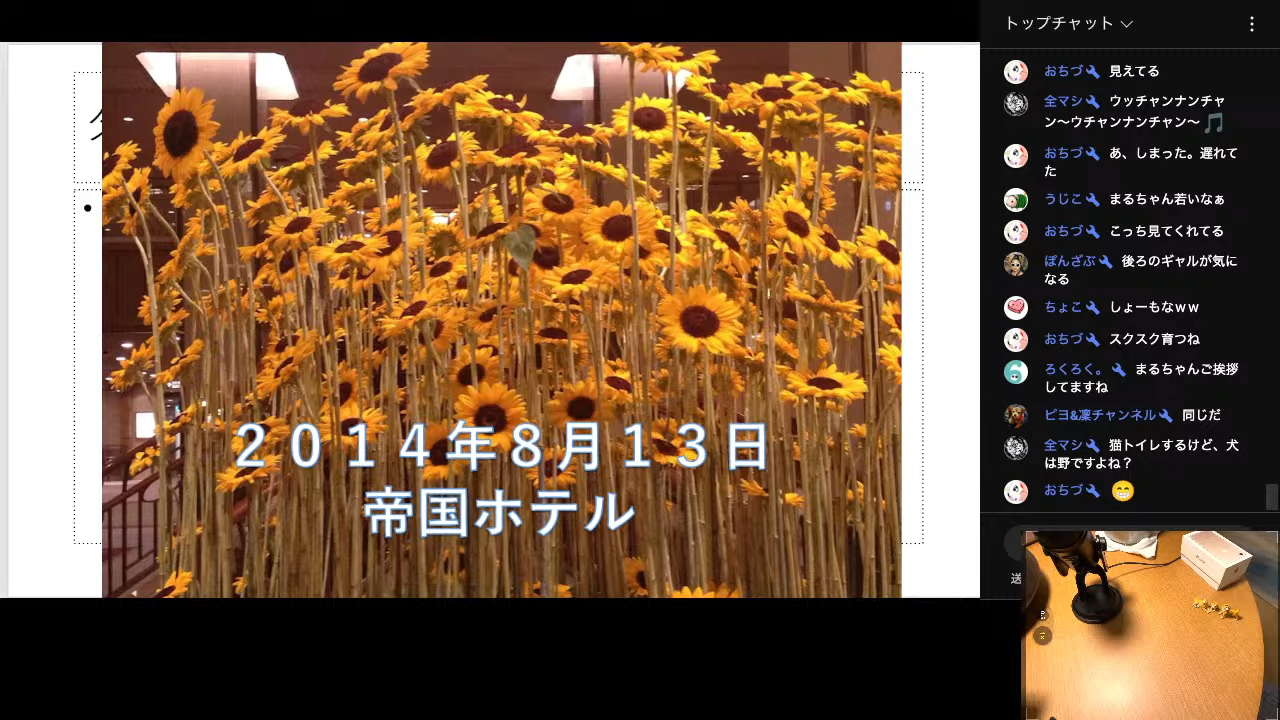 ２０１４年８月１３日
帝国ホテル
トップチャット
おちづ 見えてる
全マシ ウッチャンナンチャ
ン〜ウチャンナンチャン〜🎵
おちづ あ、しまった。遅れて
た
うじこ まるちゃん若いなぁ
おちづ こっち見てくれてる
ぽんざぶ 後ろのギャルが気に
なる
ちょこ しょーもなｗｗ
おちづ スクスク育つね
ろくろく。 まるちゃんご挨拶
してますね
ピヨ&凜チャンネル 同じだ
全マシ 猫トイレするけど、犬
は野ですよね？
おちづ 😁
送